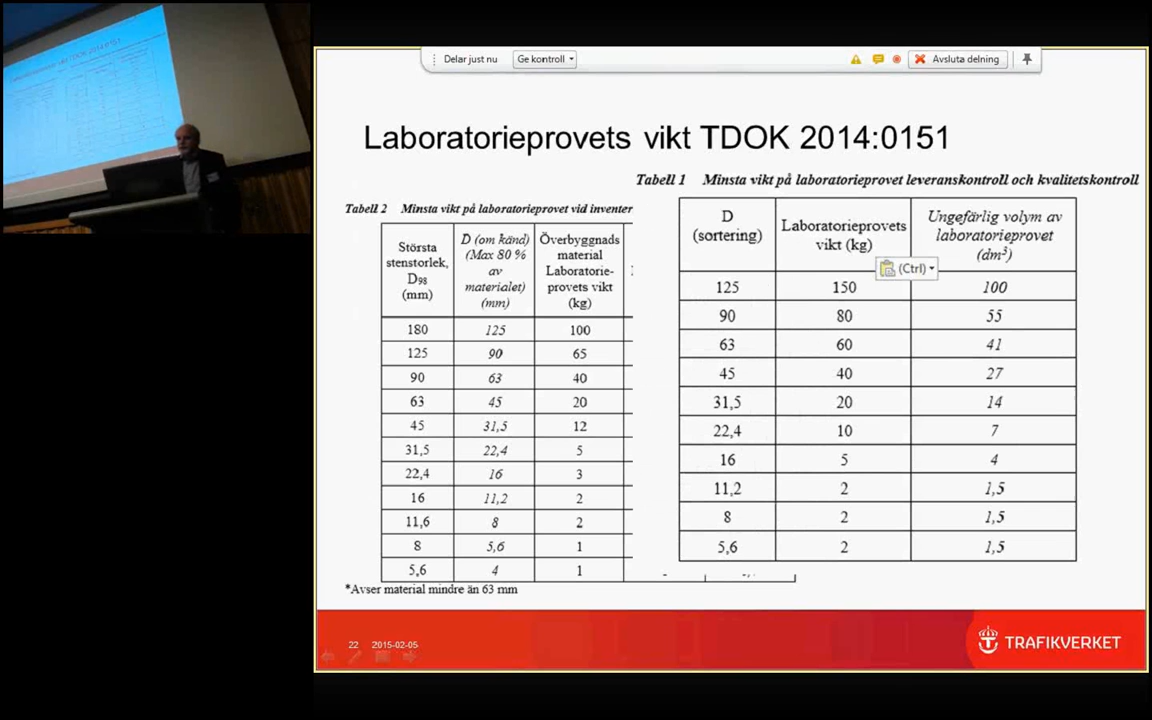 Delar just nu
Ge kontroll
Avsluta delning
Laboratorieprovets vikt TDOK 2014:0151
Tabell 2 Minsta vikt på laboratorieprovet vid inventer
Största stenstorlek, D98 (mm) | D (om känd) (Max 80 % av materialet) (mm) | Överbyggnads material Laboratorie-provets vikt (kg)
180 125 100
125 90 65
90 63 40
63 45 20
45 31,5 12
31,5 22,4 5
22,4 16 3
16 11,2 2
11,6 8 2
8 5,6 1
5,6 4 1
*Avser material mindre än 63 mm
Tabell 1 Minsta vikt på laboratorieprovet leveranskontroll och kvalitetskontroll
D (sortering) | Laboratorieprovets vikt (kg) | Ungefärlig volym av laboratorieprovet (dm³)
(Ctrl)
125 150 100
90 80 55
63 60 41
45 40 27
31,5 20 14
22,4 10 7
16 5 4
11,2 2 1,5
8 2 1,5
5,6 2 1,5
22 2015-02-05
TRAFIKVERKET